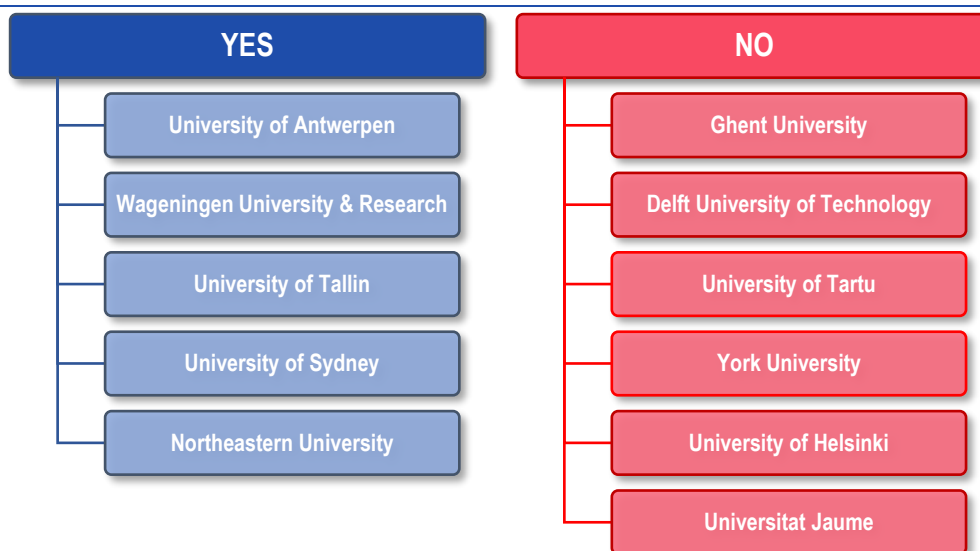 YES
University of Antwerpen
Wageningen University & Research
University of Tallin
University of Sydney
Northeastern University
NO
Ghent University
Delft University of Technology
University of Tartu
York University
University of Helsinki
Universitat Jaume